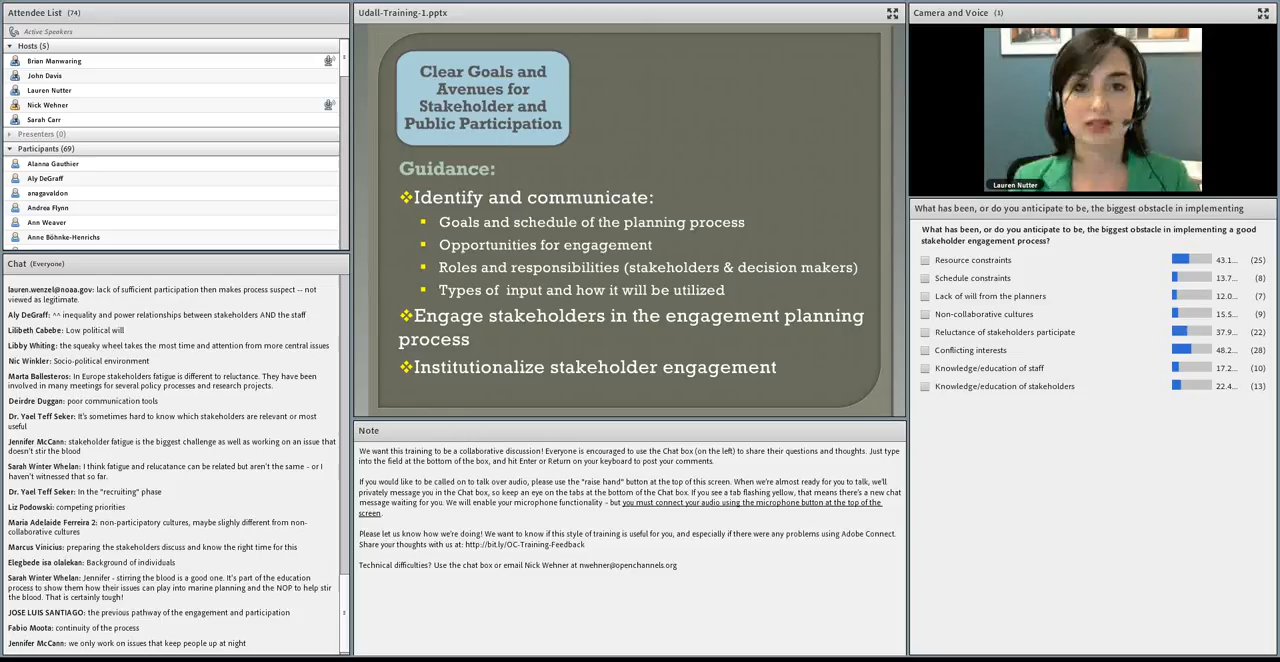 Attendee List (74)
Active Speakers
Hosts (5)
Brian Manwaring
John Davis
Lauren Nutter
Nick Wehner
Sarah Carr
Presenters (0)
Participants (69)
Alanna Gauthier
Aly DeGraff
anagavaldon
Andrea Flynn
Ann Weaver
Anne Böhnke-Henrichs
Chat (Everyone)
lauren.wenzel@noaa.gov: lack of sufficient participation then makes process suspect -- not
viewed as legitimate.
Aly DeGraff: ^^ inequality and power relationships between stakeholders AND the staff
Lilibeth Cabebe: Low political will
Libby Whiting: the squeaky wheel takes the most time and attention from more central issues
Nic Winkler: Socio-political environment
Marta Ballesteros: In Europe stakeholders fatigue is different to reluctance. They have been
involved in many meetings for several policy processes and research projects.
Deirdre Duggan: poor communication tools
Dr. Yael Teff Seker: It's sometimes hard to know which stakeholders are relevant or most
useful
Jennifer McCann: stakeholder fatigue is the biggest challenge as well as working on an issue that
doesn't stir the blood
Sarah Winter Whelan: I think fatigue and relucatance can be related but aren't the same - or I
haven't witnessed that so far.
Dr. Yael Teff Seker: In the "recruiting" phase
Liz Podowski: competing priorities
Maria Adelaide Ferreira 2: non-participatory cultures, maybe slighly different from non-
collaborative cultures
Marcus Vinicius: preparing the stakeholders discuss and know the right time for this
Elegbede isa olalekan: Background of individuals
Sarah Winter Whelan: Jennifer - stirring the blood is a good one. It's part of the education
process to show them how their issues can play into marine planning and the NOP to help stir
the blood. That is certainly tough!
JOSE LUIS SANTIAGO: the previous pathway of the engagement and participation
Fabio Moota: continuity of the process
Jennifer McCann: we only work on issues that keep people up at night
Udall-Training-1.pptx
Clear Goals and
Avenues for
Stakeholder and
Public Participation
Guidance:
Identify and communicate:
Goals and schedule of the planning process
Opportunities for engagement
Roles and responsibilities (stakeholders & decision makers)
Types of input and how it will be utilized
Engage stakeholders in the engagement planning
process
Institutionalize stakeholder engagement
Note
We want this training to be a collaborative discussion! Everyone is encouraged to use the Chat box (on the left) to share their questions and thoughts. Just type
into the field at the bottom of the box, and hit Enter or Return on your keyboard to post your comments.
If you would like to be called on to talk over audio, please use the "raise hand" button at the top of this screen. When we're almost ready for you to talk, we'll
privately message you in the Chat box, so keep an eye on the tabs at the bottom of the Chat box. If you see a tab flashing yellow, that means there's a new chat
message waiting for you. We will enable your microphone functionality - but you must connect your audio using the microphone button at the top of the
screen.
Please let us know how we're doing! We want to know if this style of training is useful for you, and especially if there were any problems using Adobe Connect.
Share your thoughts with us at: http://bit.ly/OC-Training-Feedback
Technical difficulties? Use the chat box or email Nick Wehner at nwehner@openchannels.org
Camera and Voice (1)
Lauren Nutter
What has been, or do you anticipate to be, the biggest obstacle in implementing
What has been, or do you anticipate to be, the biggest obstacle in implementing a good
stakeholder engagement process?
Resource constraints 43.1... (25)
Schedule constraints 13.7... (8)
Lack of will from the planners 12.0... (7)
Non-collaborative cultures 15.5... (9)
Reluctance of stakeholders participate 37.9... (22)
Conflicting interests 48.2... (28)
Knowledge/education of staff 17.2... (10)
Knowledge/education of stakeholders 22.4... (13)